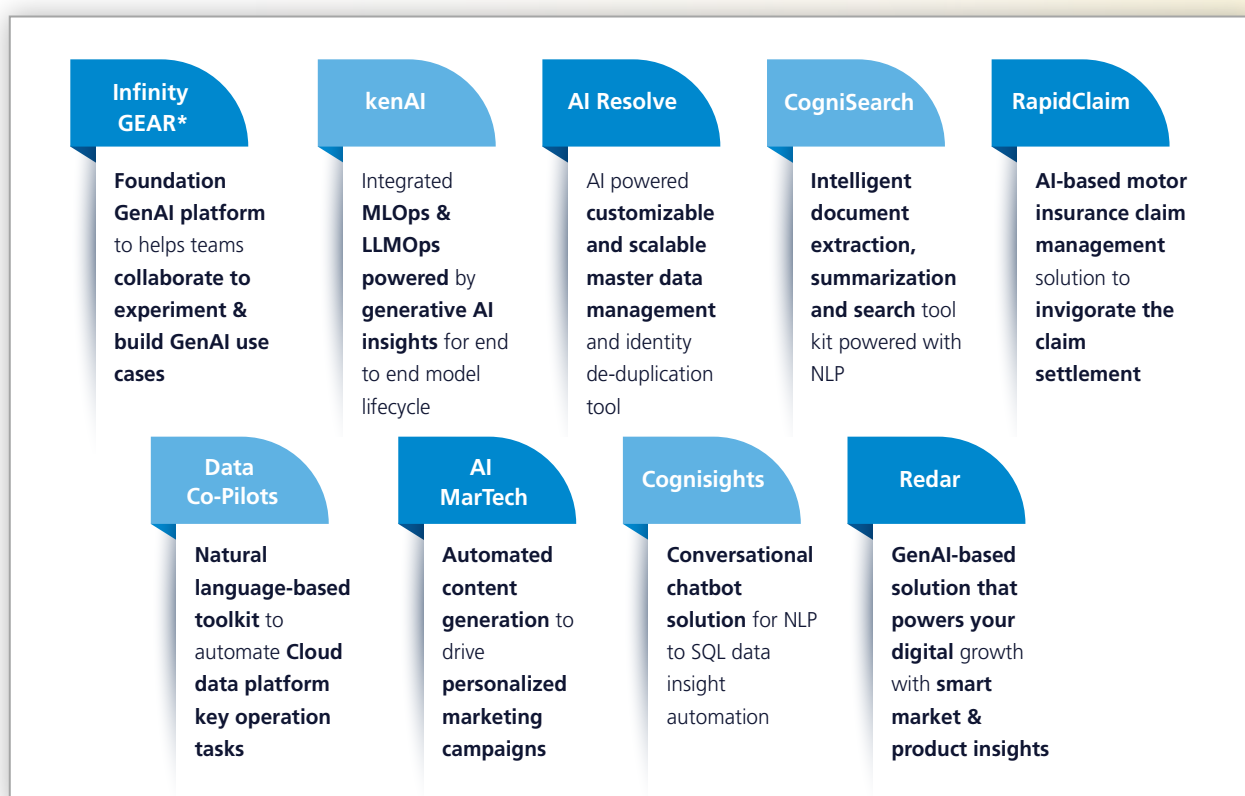 Infinity
GEAR*
Foundation
GenAI platform
to helps teams
collaborate to
experiment &
build GenAI use
cases
kenAI
Integrated
MLOps &
LLMOps
powered by
generative AI
insights for end
to end model
lifecycle
AI Resolve
AI powered
customizable
and scalable
master data
management
and identity
de-duplication
tool
CogniSearch
Intelligent
document
extraction,
summarization
and search tool
kit powered with
NLP
RapidClaim
AI-based motor
insurance claim
management
solution to
invigorate the
claim
settlement
Data
Co-Pilots
Natural
language-based
toolkit to
automate Cloud
data platform
key operation
tasks
AI
MarTech
Automated
content
generation to
drive
personalized
marketing
campaigns
Cognisights
Conversational
chatbot
solution for NLP
to SQL data
insight
automation
Redar
GenAI-based
solution that
powers your
digital growth
with smart
market &
product insights